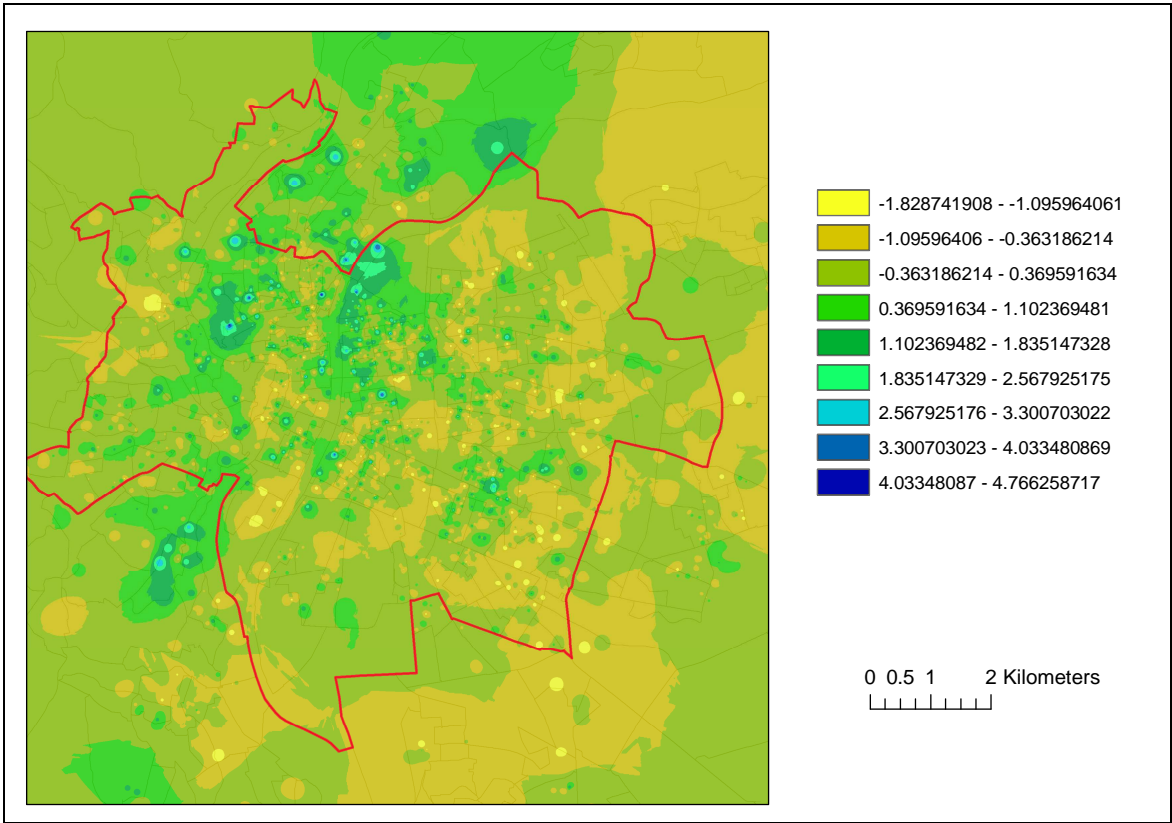 -1.828741908 - -1.095964061
-1.09596406 - -0.363186214
-0.363186214 - 0.369591634
0.369591634 - 1.102369481
1.102369482 - 1.835147328
1.835147329 - 2.567925175
2.567925176 - 3.300703022
3.300703023 - 4.033480869
4.03348087 - 4.766258717
0 0.5 1 2 Kilometers